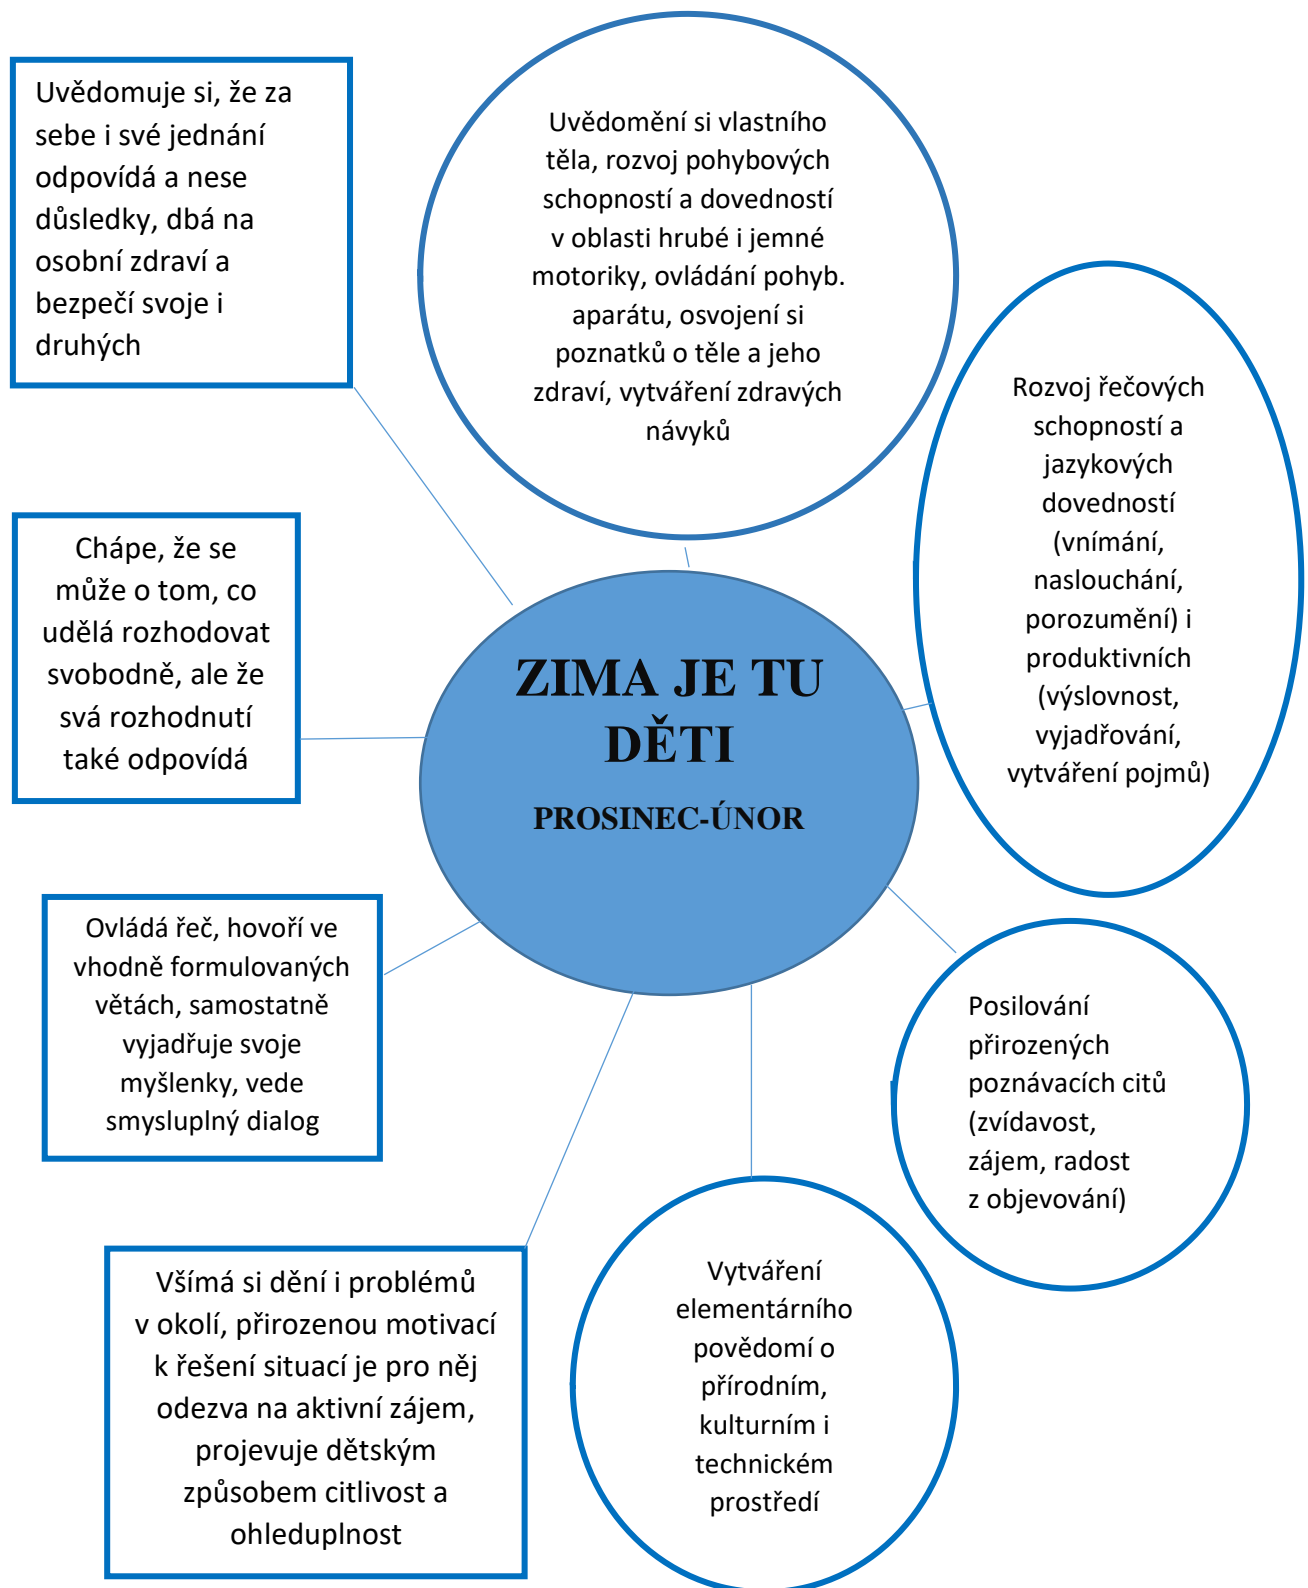 Uvědomuje si, že za
sebe i své jednání
odpovídá a nese
důsledky, dbá na
osobní zdraví a
bezpečí svoje i
druhých
Uvědomění si vlastního
těla, rozvoj pohybových
schopností a dovedností
v oblasti hrubé i jemné
motoriky, ovládání pohyb.
aparátu, osvojení si
poznatků o těle a jeho
zdraví, vytváření zdravých
návyků
Rozvoj řečových
schopností a
jazykových
dovedností
(vnímání,
naslouchání,
porozumění) i
produktivních
(výslovnost,
vyjadřování,
vytváření pojmů)
Chápe, že se
může o tom, co
udělá rozhodovat
svobodně, ale že
svá rozhodnutí
také odpovídá
ZIMA JE TU
DĚTI
PROSINEC-ÚNOR
Ovládá řeč, hovoří ve
vhodně formulovaných
větách, samostatně
vyjadřuje svoje
myšlenky, vede
smysluplný dialog
Posilování
přirozených
poznávacích citů
(zvídavost,
zájem, radost
z objevování)
Všímá si dění i problémů
v okolí, přirozenou motivací
k řešení situací je pro něj
odezva na aktivní zájem,
projevuje dětským
způsobem citlivost a
ohleduplnost
Vytváření
elementárního
povědomí o
přírodním,
kulturním i
technickém
prostředí